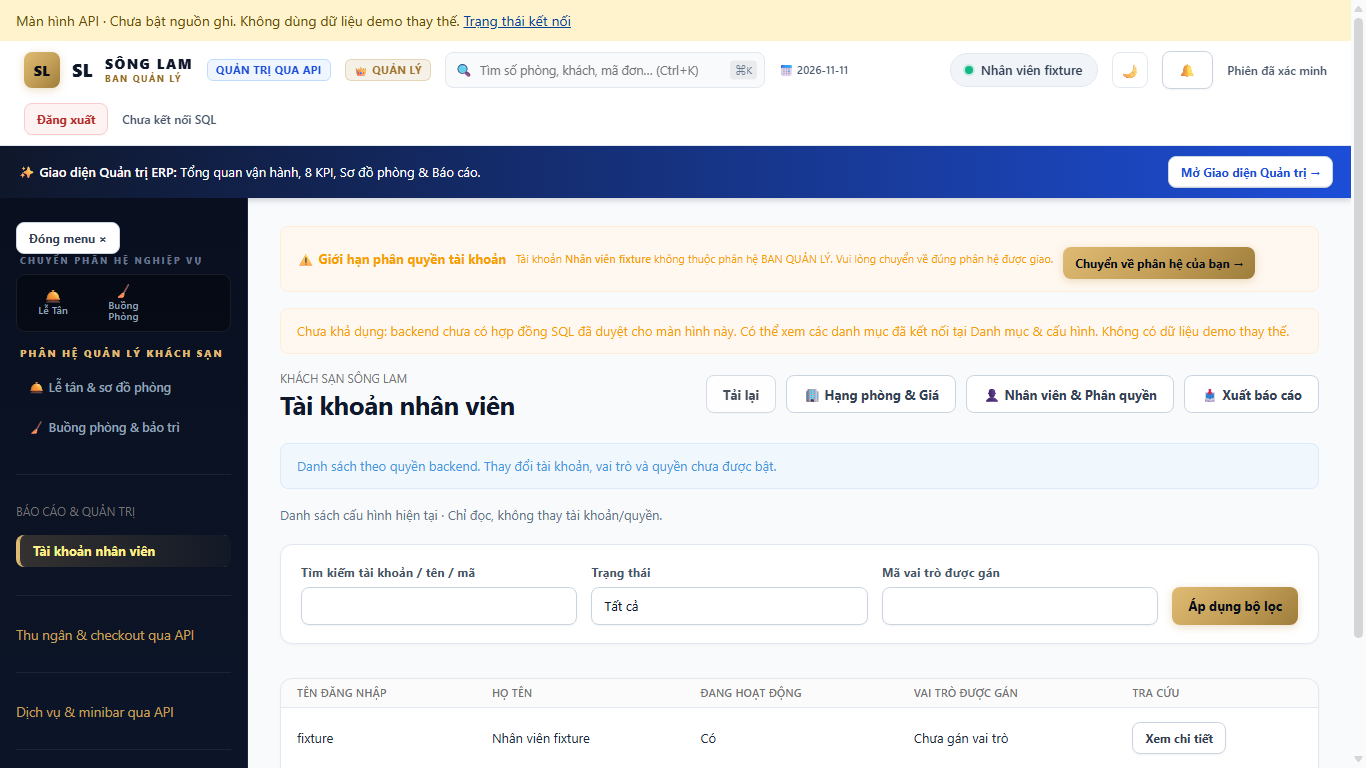 Màn hình API · Chưa bật nguồn ghi. Không dùng dữ liệu demo thay thế. Trạng thái kết nối
SL SL SÔNG LAM
BAN QUẢN LÝ
QUẢN TRỊ QUA API
QUẢN LÝ
Tìm số phòng, khách, mã đơn... (Ctrl+K) ⌘K
2026-11-11
Nhân viên fixture
Phiên đã xác minh
Đăng xuất
Chưa kết nối SQL
Giao diện Quản trị ERP: Tổng quan vận hành, 8 KPI, Sơ đồ phòng & Báo cáo.
Mở Giao diện Quản trị →
Đóng menu ×
CHUYỂN PHÂN HỆ NGHIỆP VỤ
Lễ Tân
Buồng
Phòng
PHÂN HỆ QUẢN LÝ KHÁCH SẠN
Lễ tân & sơ đồ phòng
Buồng phòng & bảo trì
BÁO CÁO & QUẢN TRỊ
Tài khoản nhân viên
Thu ngân & checkout qua API
Dịch vụ & minibar qua API
Giới hạn phân quyền tài khoản · Tài khoản Nhân viên fixture không thuộc phân hệ BAN QUẢN LÝ. Vui lòng chuyển về đúng phân hệ được giao.
Chuyển về phân hệ của bạn →
Chưa khả dụng: backend chưa có hợp đồng SQL đã duyệt cho màn hình này. Có thể xem các danh mục đã kết nối tại Danh mục & cấu hình. Không có dữ liệu demo thay thế.
KHÁCH SẠN SÔNG LAM
Tài khoản nhân viên
Tải lại
Hạng phòng & Giá
Nhân viên & Phân quyền
Xuất báo cáo
Danh sách theo quyền backend. Thay đổi tài khoản, vai trò và quyền chưa được bật.
Danh sách cấu hình hiện tại · Chỉ đọc, không thay tài khoản/quyền.
Tìm kiếm tài khoản / tên / mã
Trạng thái
Tất cả
Mã vai trò được gán
Áp dụng bộ lọc
TÊN ĐĂNG NHẬP HỌ TÊN ĐANG HOẠT ĐỘNG VAI TRÒ ĐƯỢC GÁN TRA CỨU
fixture Nhân viên fixture Có Chưa gán vai trò Xem chi tiết